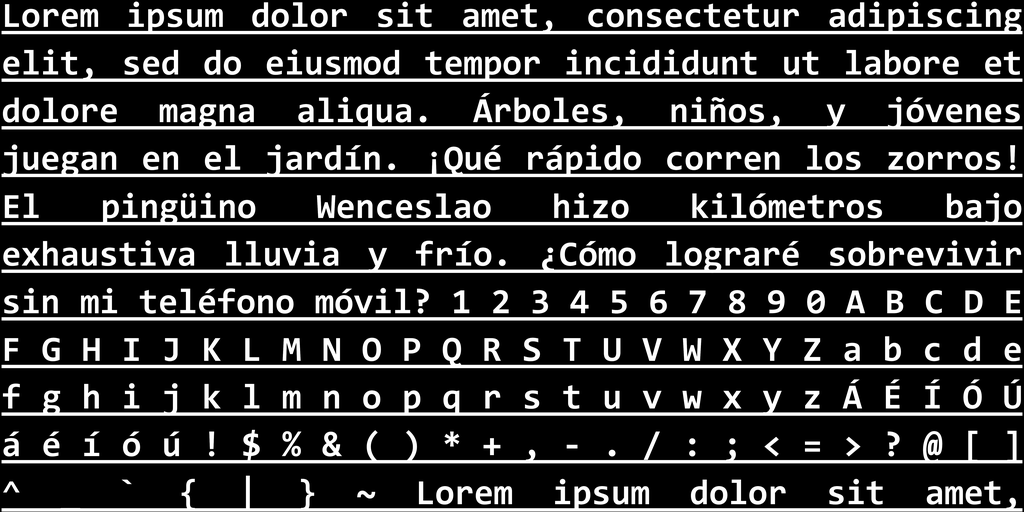 Lorem ipsum dolor sit amet, consectetur adipiscing
elit, sed do eiusmod tempor incididunt ut labore et
dolore magna aliqua. Árboles, niños, y jóvenes
juegan en el jardín. ¡Qué rápido corren los zorros!
El pingüino Wenceslao hizo kilómetros bajo
exhaustiva lluvia y frío. ¿Cómo lograré sobrevivir
sin mi teléfono móvil? 1 2 3 4 5 6 7 8 9 0 A B C D E
F G H I J K L M N O P Q R S T U V W X Y Z a b c d e
f g h i j k l m n o p q r s t u v w x y z Á É Í Ó Ú
á é í ó ú ! $ % & ( ) * + , - . / : ; < = > ? @ [ ]
^ _ ` { | } ~ Lorem ipsum dolor sit amet,